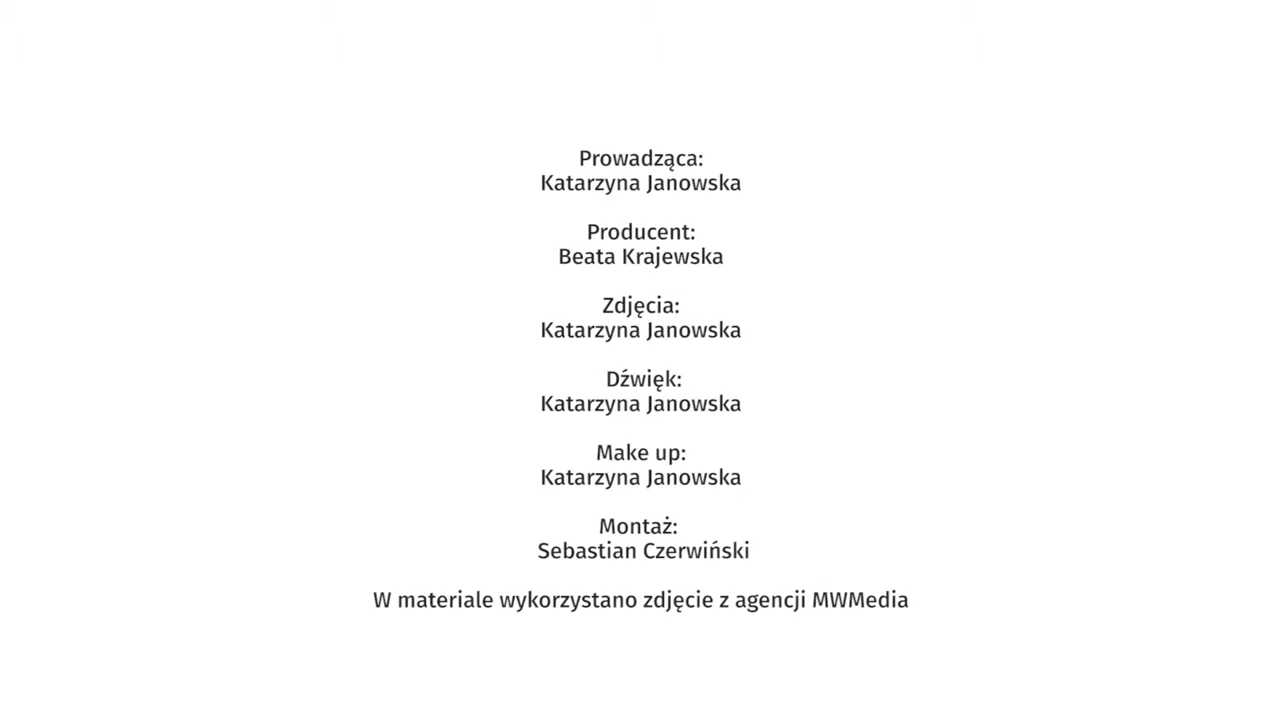 Prowadząca:
Katarzyna Janowska
Producent:
Beata Krajewska
Zdjęcia:
Katarzyna Janowska
Dźwięk:
Katarzyna Janowska
Make up:
Katarzyna Janowska
Montaż:
Sebastian Czerwiński
W materiale wykorzystano zdjęcie z agencji MWMedia